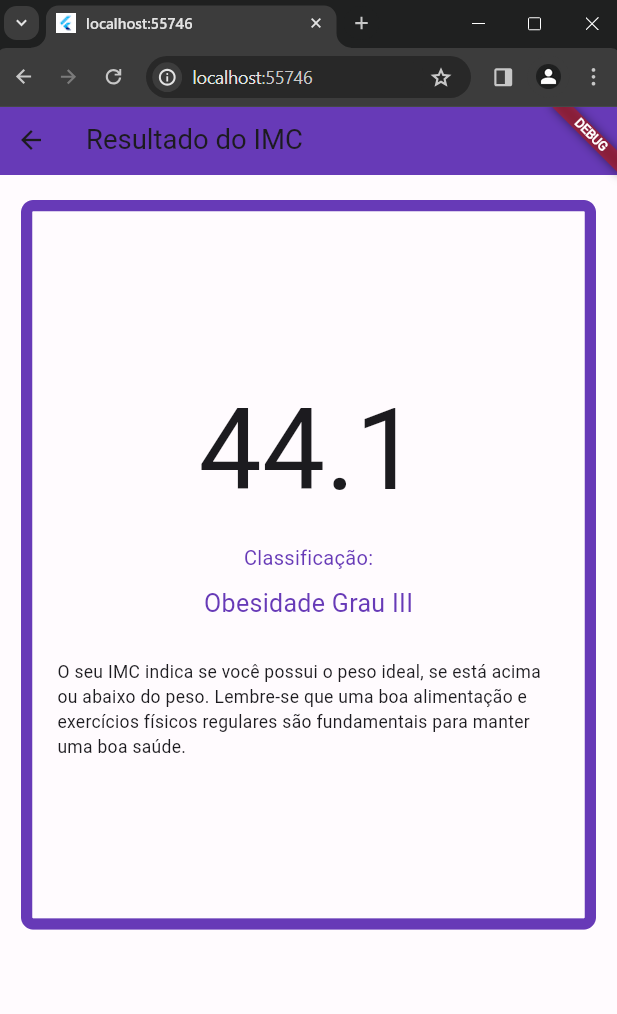 localhost:55746
localhost:55746
Resultado do IMC
DEBUG
44.1
Classificação:
Obesidade Grau III
O seu IMC indica se você possui o peso ideal, se está acima
ou abaixo do peso. Lembre-se que uma boa alimentação e
exercícios físicos regulares são fundamentais para manter
uma boa saúde.